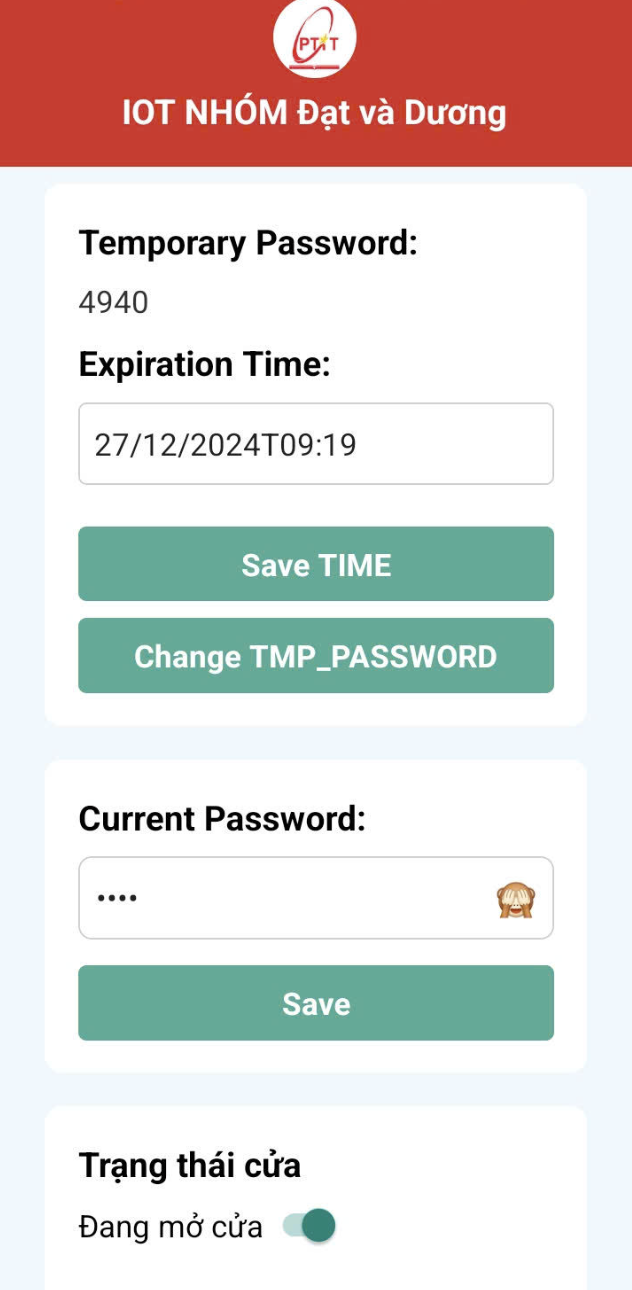 PTIT
IOT NHÓM Đạt và Dương
Temporary Password:
4940
Expiration Time:
27/12/2024T09:19
Save TIME
Change TMP_PASSWORD
Current Password:
••••
Save
Trạng thái cửa
Đang mở cửa